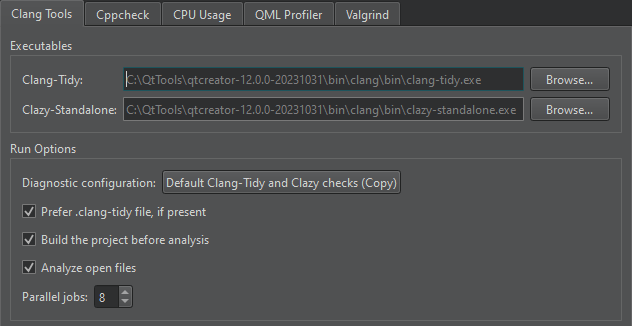 Clang Tools Cppcheck CPU Usage QML Profiler Valgrind
Executables
Clang-Tidy: C:\QtTools\qtcreator-12.0.0-20231031\bin\clang\bin\clang-tidy.exe Browse...
Clazy-Standalone: C:\QtTools\qtcreator-12.0.0-20231031\bin\clang\bin\clazy-standalone.exe Browse...
Run Options
Diagnostic configuration: Default Clang-Tidy and Clazy checks (Copy)
Prefer .clang-tidy file, if present
Build the project before analysis
Analyze open files
Parallel jobs: 8